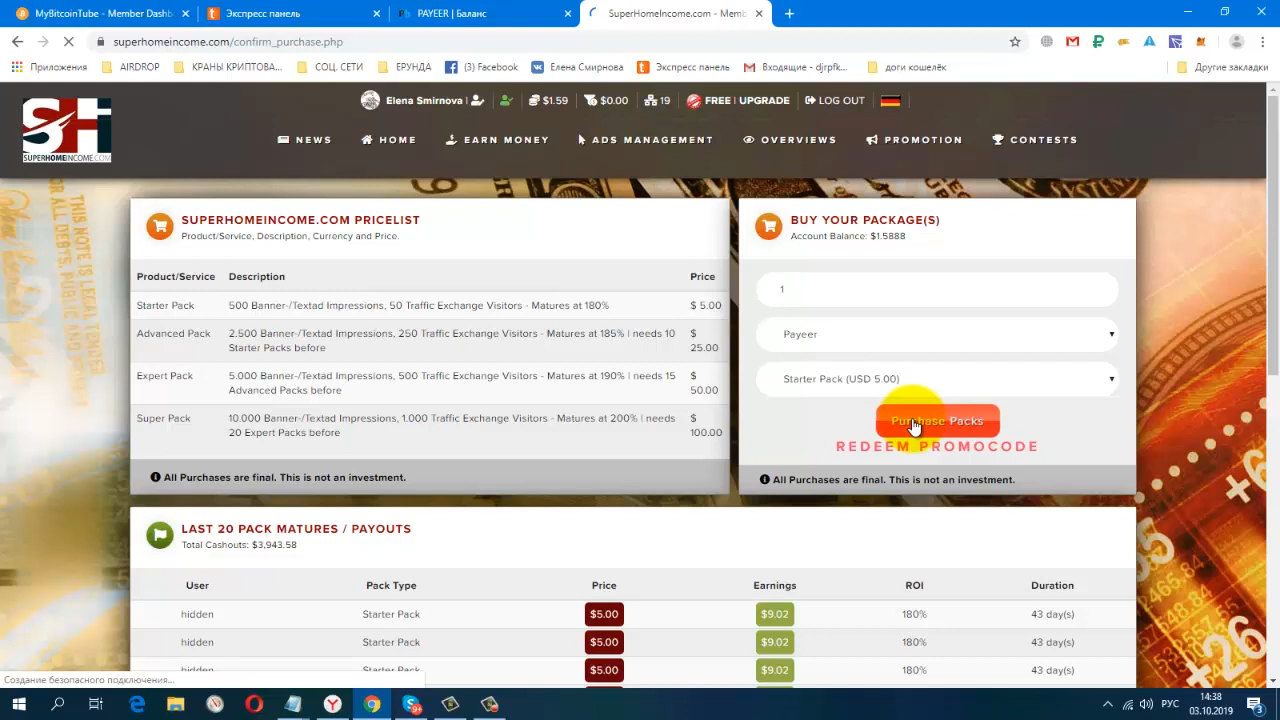 MyBitcoinTube - Member Dashb
Экспресс панель
PAYEER | Баланс
SuperHomeIncome.com - Memb
superhomeincome.com/confirm_purchase.php
Приложения
AIRDROP
КРАНЫ КРИПТОВА...
СОЦ. СЕТИ
ЕРУНДА
(3) Facebook
Елена Смирнова
Экспресс панель
Входящие - djrpfk...
доги кошелёк
Другие закладки
Elena Smirnova
$1.59
$0.00
19
FREE | UPGRADE
LOG OUT
SHI
SUPERHOMEINCOME.COM
NEWS
HOME
EARN MONEY
ADS MANAGEMENT
OVERVIEWS
PROMOTION
CONTESTS
SUPERHOMEINCOME.COM PRICELIST
Product/Service, Description, Currency and Price.
Product/Service Description Price
Starter Pack 500 Banner-/Textad Impressions, 50 Traffic Exchange Visitors - Matures at 180% $ 5.00
Advanced Pack 2,500 Banner-/Textad Impressions, 250 Traffic Exchange Visitors - Matures at 185% | needs 10 $
Starter Packs before 25.00
Expert Pack 5.000 Banner-/Textad Impressions, 500 Traffic Exchange Visitors - Matures at 190% | needs 15 $
Advanced Packs before 50.00
Super Pack 10.000 Banner-/Textad Impressions, 1.000 Traffic Exchange Visitors - Matures at 200% | needs $
20 Expert Packs before 100.00
All Purchases are final. This is not an investment.
BUY YOUR PACKAGE(S)
Account Balance: $1.5888
1
Payeer
Starter Pack (USD 5.00)
Purchase Packs
REDEEM PROMOCODE
All Purchases are final. This is not an investment.
LAST 20 PACK MATURES / PAYOUTS
Total Cashouts: $3,943.58
User Pack Type Price Earnings ROI Duration
hidden Starter Pack $5.00 $9.02 180% 43 day(s)
hidden Starter Pack $5.00 $9.02 180% 43 day(s)
hidden Starter Pack $5.00 $9.02 180% 43 day(s)
Создание безопасного подключения...
РУС
14:38
03.10.2019